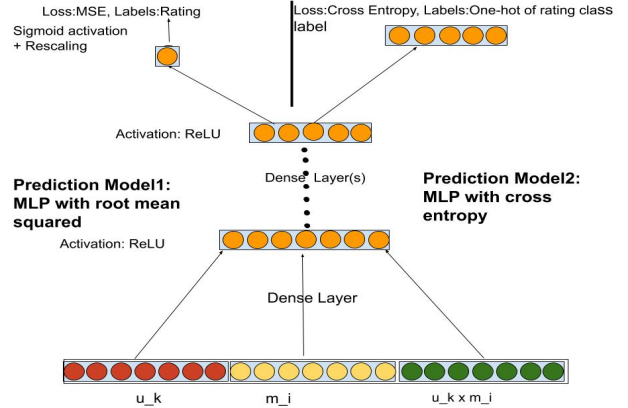 Loss:MSE, Labels:Rating
Sigmoid activation
+ Rescaling
Loss:Cross Entropy, Labels:One-hot of rating class
label
Activation: ReLU
Dense Layer(s)
Prediction Model1:
MLP with root mean
squared
Prediction Model2:
MLP with cross
entropy
Activation: ReLU
Dense Layer
u_k
m_i
u_k x m_i